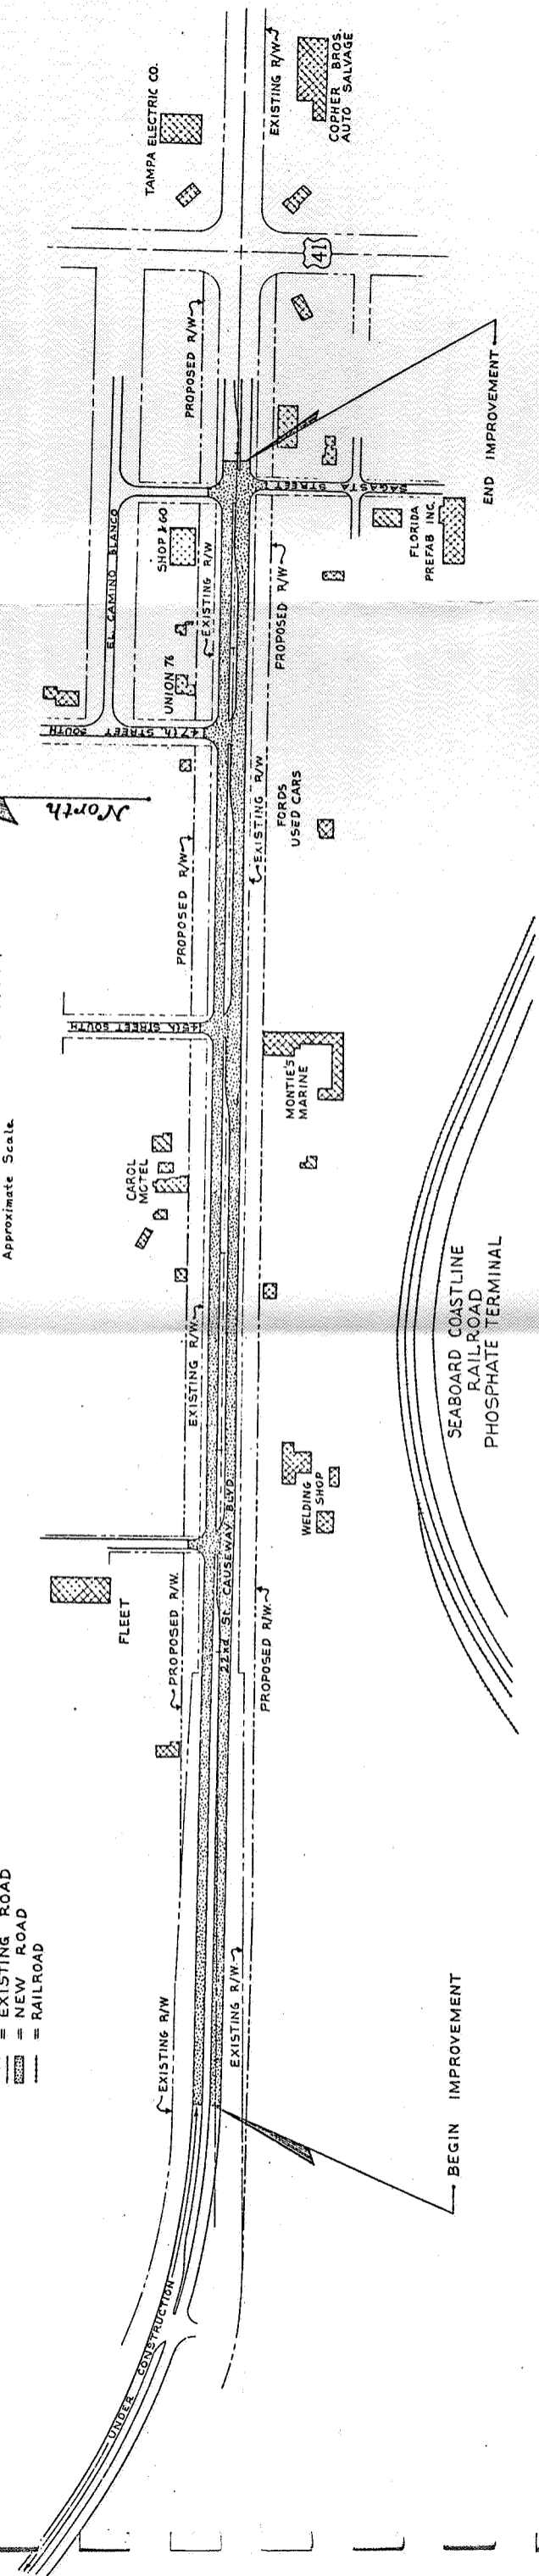 = EXISTING ROAD
= NEW ROAD
= RAILROAD
Approximate Scale
North
UNDER CONSTRUCTION
EXISTING R/W
EXISTING R/W
BEGIN IMPROVEMENT
PROPOSED R/W.
PROPOSED R/W.
22nd St. CAUSEWAY BLVD
FLEET
WELDING
SHOP
EXISTING R/W
CAROL
MOTEL
MONTIE'S
MARINE
SEABOARD COASTLINE
RAILROAD
PHOSPHATE TERMINAL
45th STREET SOUTH
PROPOSED R/W
EXISTING R/W
FORDS
USED CARS
47th STREET SOUTH
UNION 76
EXISTING R/W
EL CAMINO BLANCO
SHOP & GO
PROPOSED R/W
SAGASTA STREET
FLORIDA
PREFAB INC.
END IMPROVEMENT
PROPOSED R/W
41
TAMPA ELECTRIC CO.
EXISTING R/W
COPHER BROS.
AUTO SALVAGE